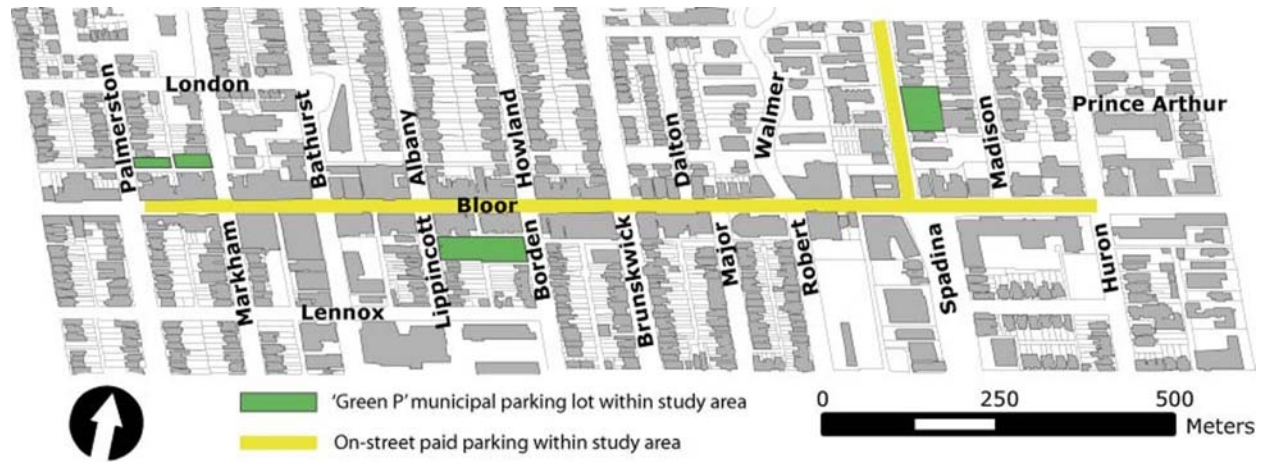 Palmerston
London
Bathurst
Albany
Howland
Dalton
Walmer
Madison
Prince Arthur
Bloor
Markham
Lennox
Lippincott
Borden
Brunskwick
Major
Robert
Spadina
Huron
'Green P' municipal parking lot within study area
On-street paid parking within study area
0 250 500
Meters